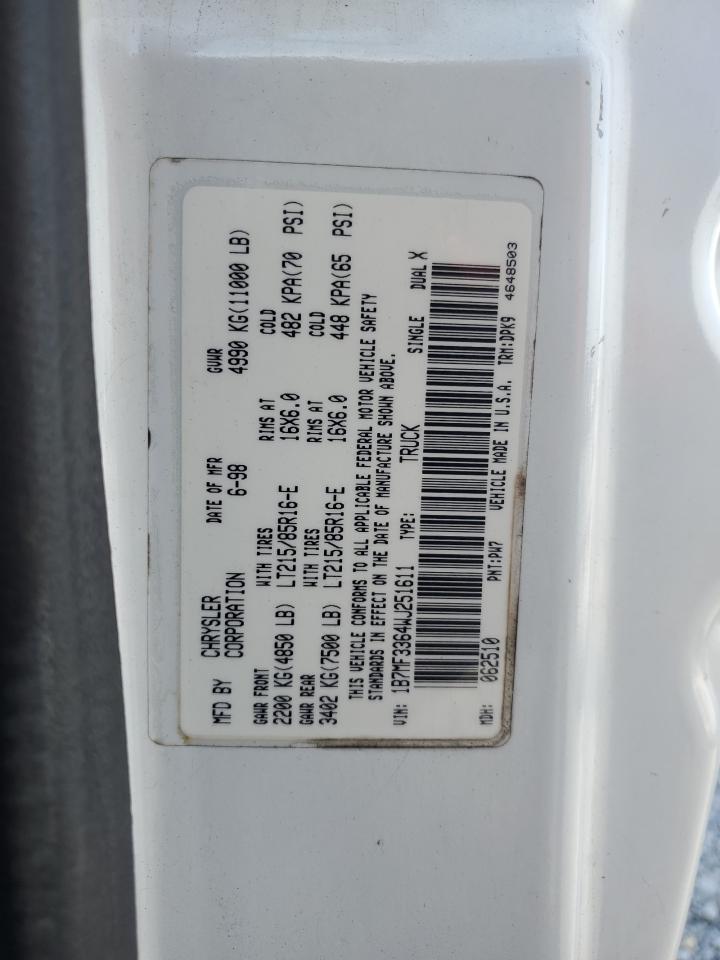 MFD BY CHRYSLER CORPORATION DATE OF MFR 6-98 GVWR 4990 KG(11000 LB)
GAWR FRONT WITH TIRES RIMS AT COLD
2200 KG(4850 LB) LT215/85R16-E 16X6.0 482 KPA(70 PSI)
GAWR REAR WITH TIRES RIMS AT COLD
3402 KG(7500 LB) LT215/85R16-E 16X6.0 448 KPA(65 PSI)
THIS VEHICLE CONFORMS TO ALL APPLICABLE FEDERAL MOTOR VEHICLE SAFETY
STANDARDS IN EFFECT ON THE DATE OF MANUFACTURE SHOWN ABOVE.
VIN: 1B7MF3364WJ251611 TYPE: TRUCK SINGLE DUAL X
MDH: 062510 PNT:PW7 VEHICLE MADE IN U.S.A. TRM:DPK9
4648503